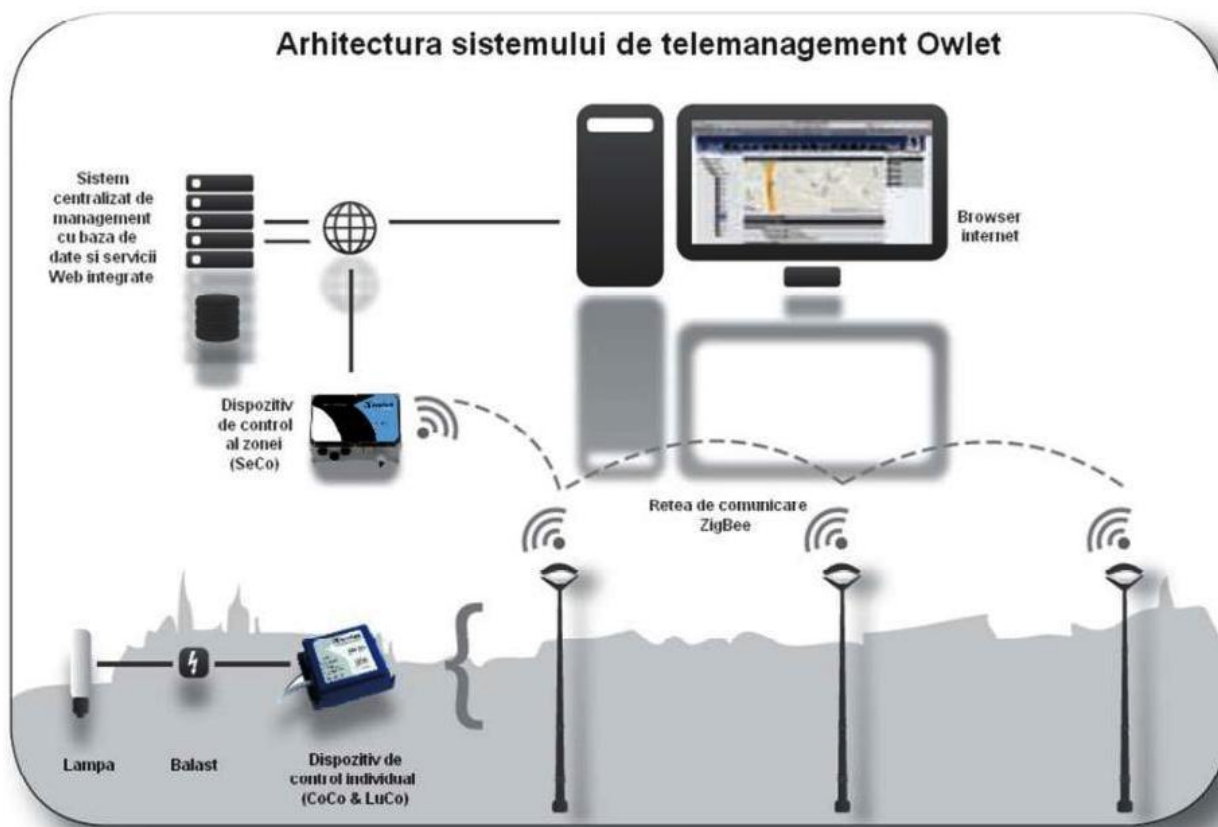 Arhitectura sistemului de telemanagement Owlet
Sistem
centralizat de
management
cu baza de
date si servicii
Web integrate
Browser
internet
Dispozitiv
de control
al zonei
(SeCo)
Retea de comunicare
ZigBee
Lampa
Balast
Dispozitiv de
control individual
(CoCo & LuCo)